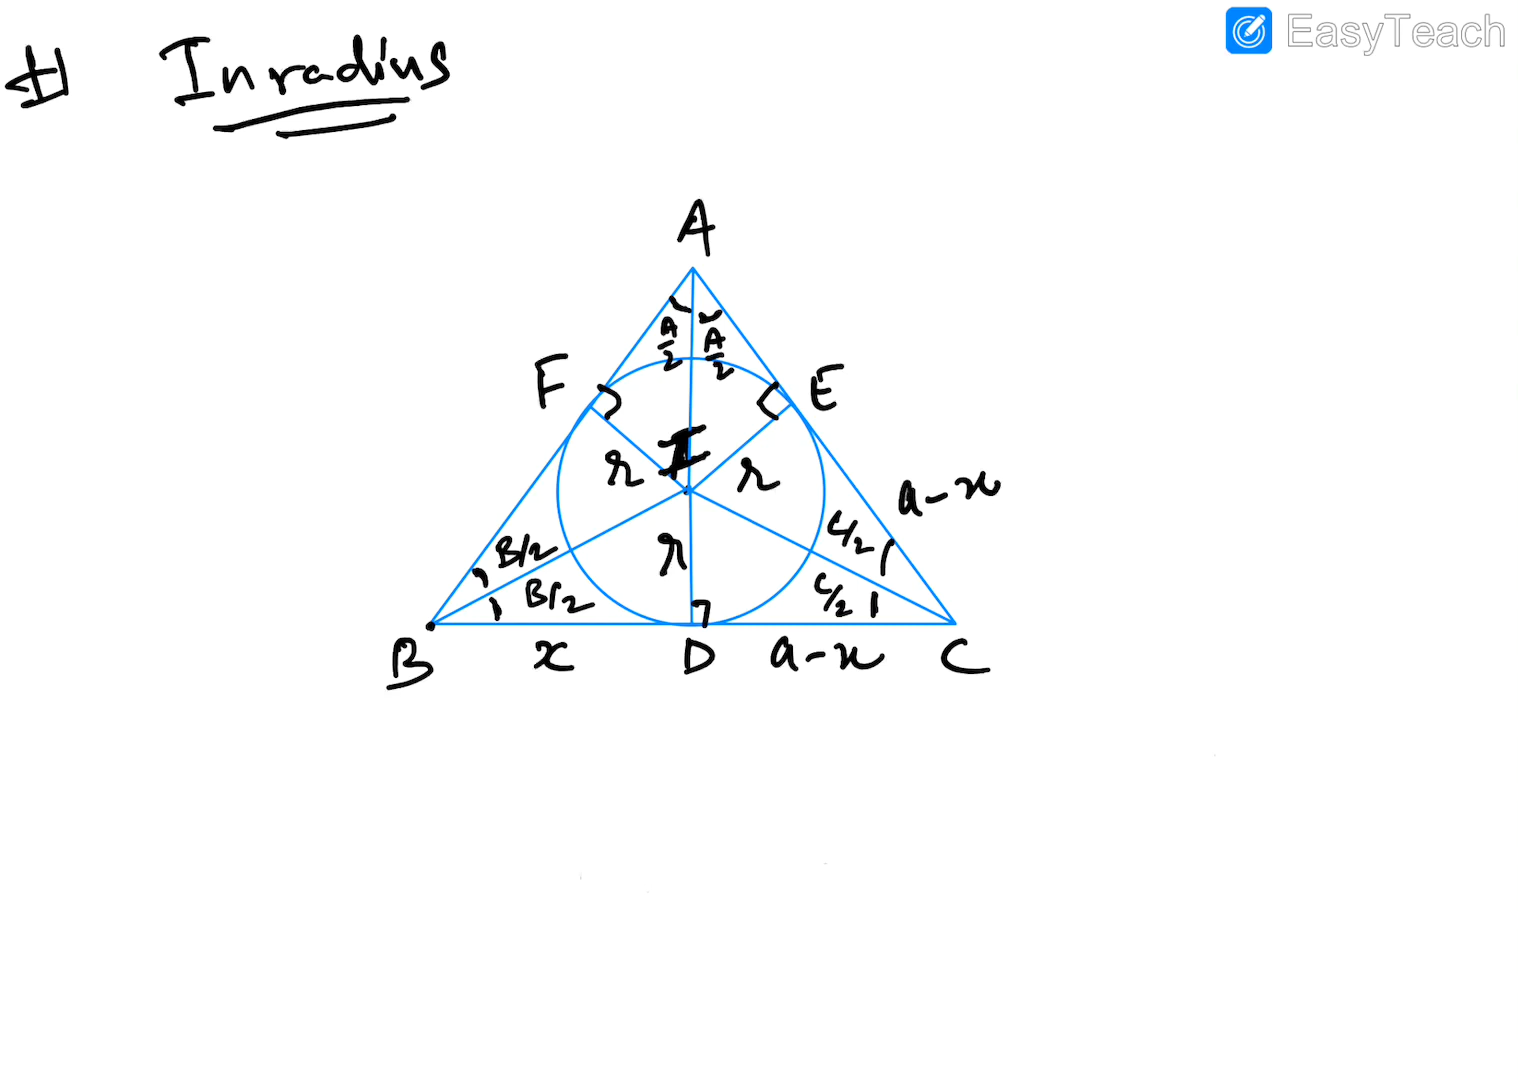 EasyTeach
Inradius
A
A/2 A/2
F E
I
r r
a-x
B/2 r C/2
B/2 C/2
B x D a-x C